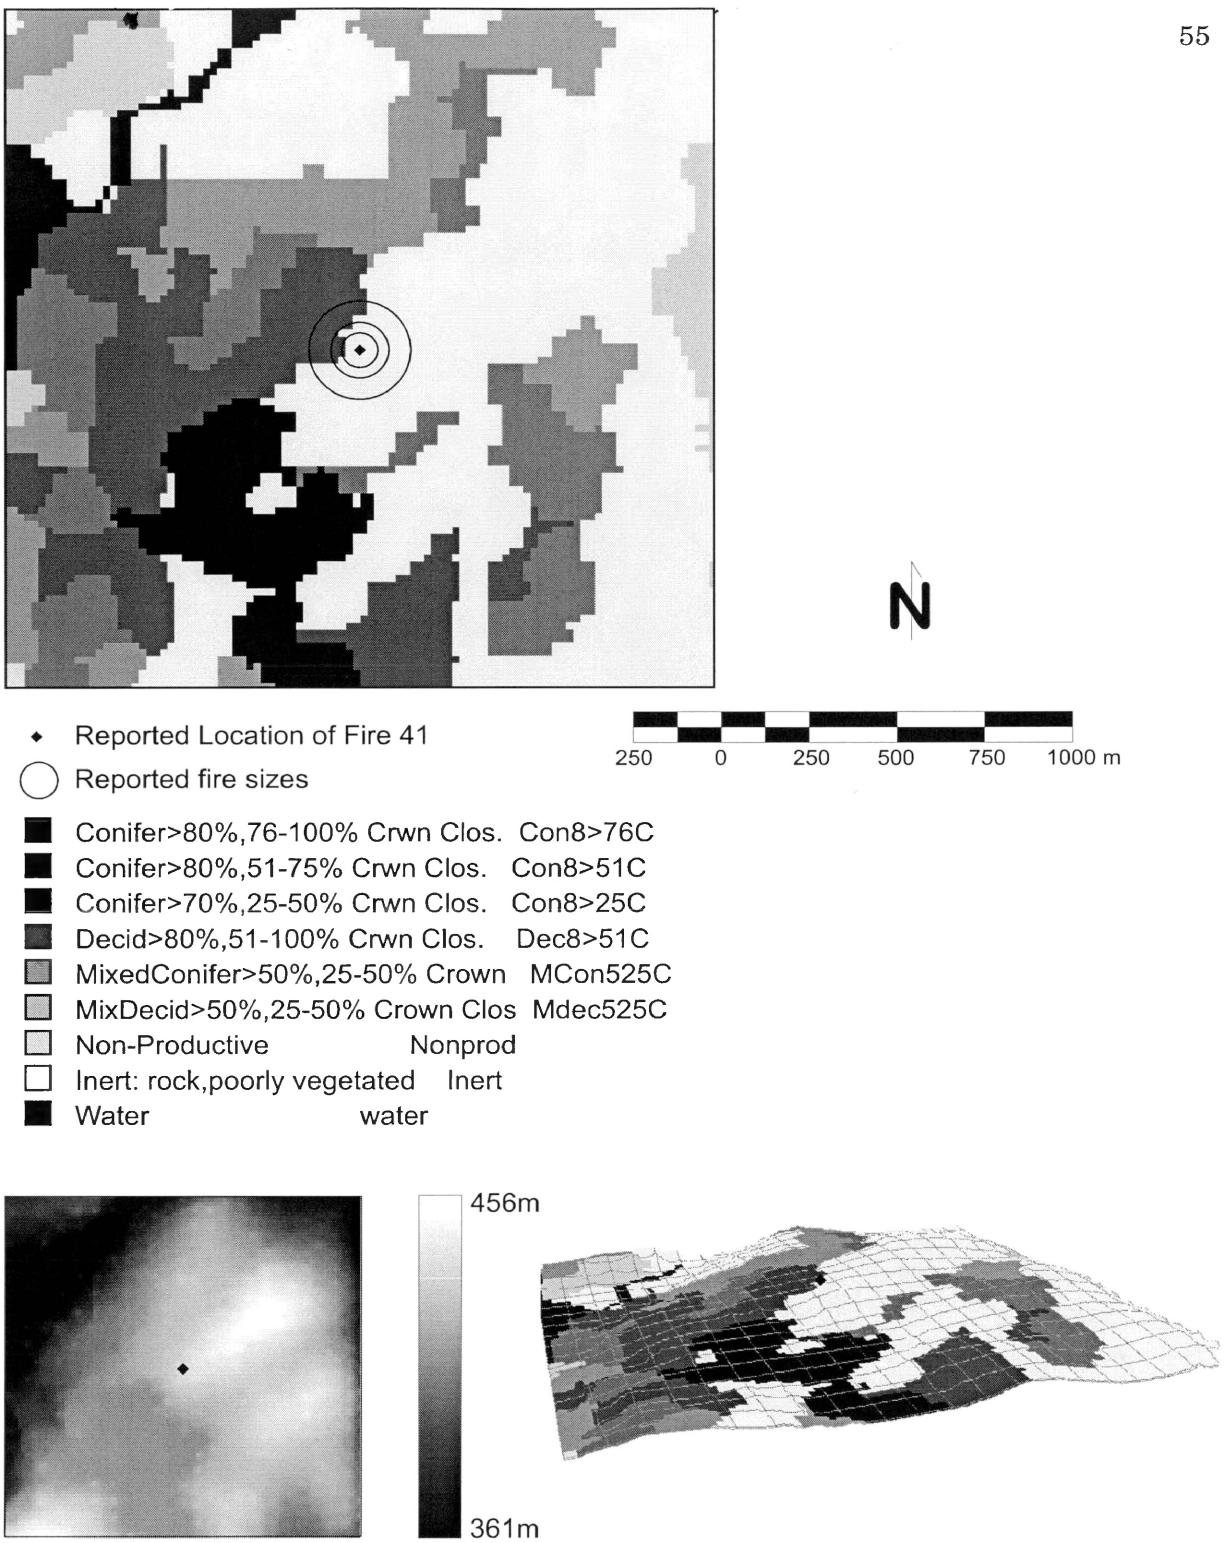 55
N
Reported Location of Fire 41
Reported fire sizes
250 0 250 500 750 1000 m
Conifer>80%,76-100% Crwn Clos. Con8>76C
Conifer>80%,51-75% Crwn Clos. Con8>51C
Conifer>70%,25-50% Crwn Clos. Con8>25C
Decid>80%,51-100% Crwn Clos. Dec8>51C
MixedConifer>50%,25-50% Crown MCon525C
MixDecid>50%,25-50% Crown Clos Mdec525C
Non-Productive Nonprod
Inert: rock,poorly vegetated Inert
Water water
456m
361m